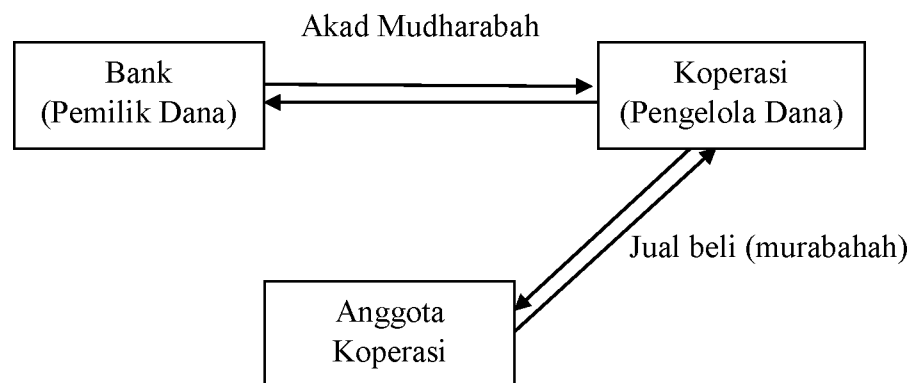 Akad Mudharabah
Bank
(Pemilik Dana)
Koperasi
(Pengelola Dana)
Jual beli (murabahah)
Anggota
Koperasi